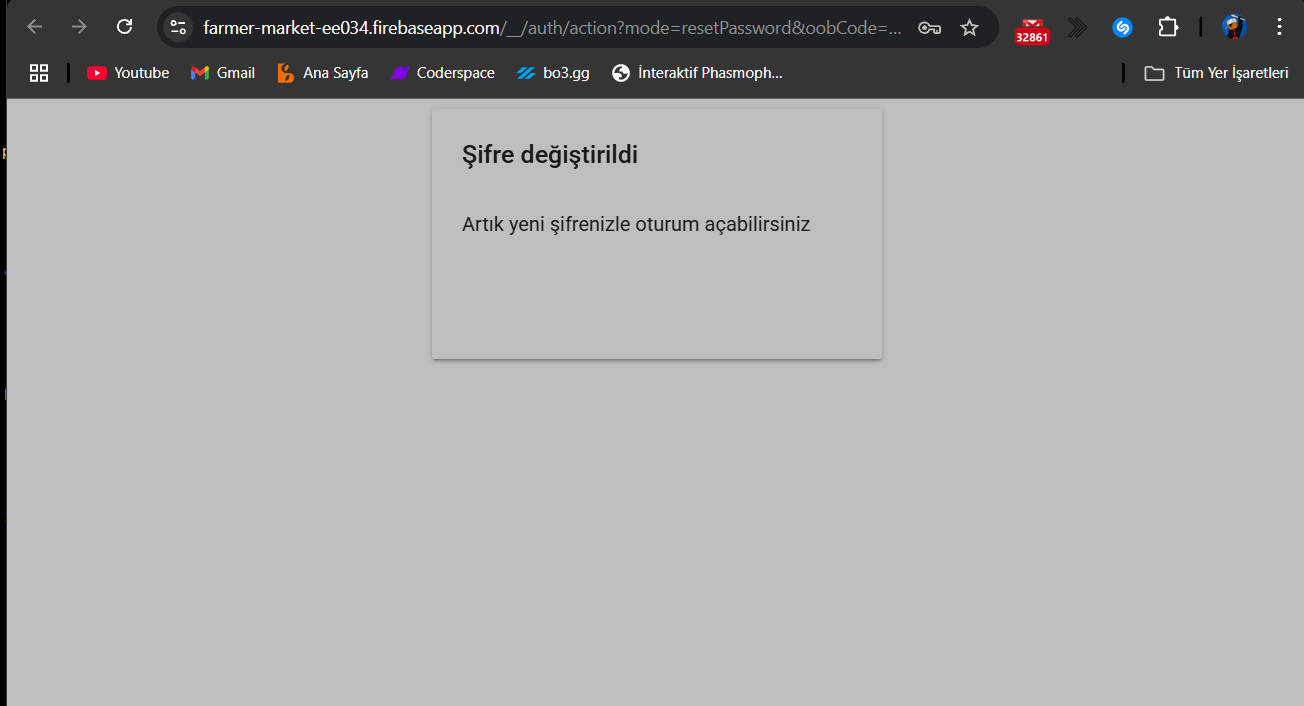 farmer-market-ee034.firebaseapp.com/__/auth/action?mode=resetPassword&oobCode=...
32861
Youtube
Gmail
Ana Sayfa
Coderspace
bo3.gg
İnteraktif Phasmoph...
Tüm Yer İşaretleri
Şifre değiştirildi
Artık yeni şifrenizle oturum açabilirsiniz